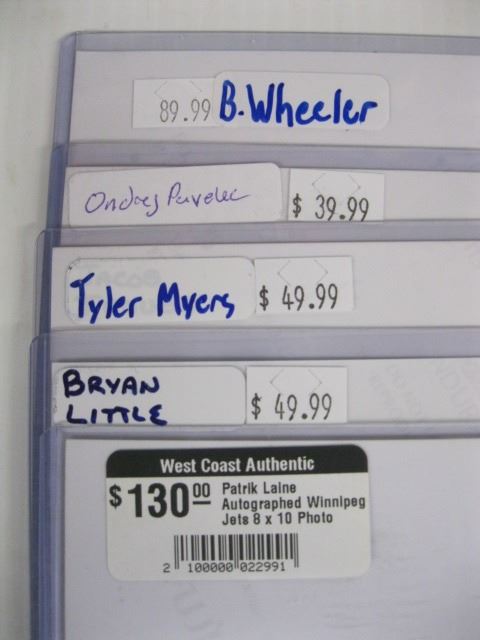 89.99 B. Wheeler
Ondrej Pavelec $ 39.99
Tyler Myers $ 49.99
BRYAN
LITTLE $ 49.99
West Coast Authentic
$130.00 Patrik Laine
Autographed Winnipeg
Jets 8 x 10 Photo
2 100000 022991